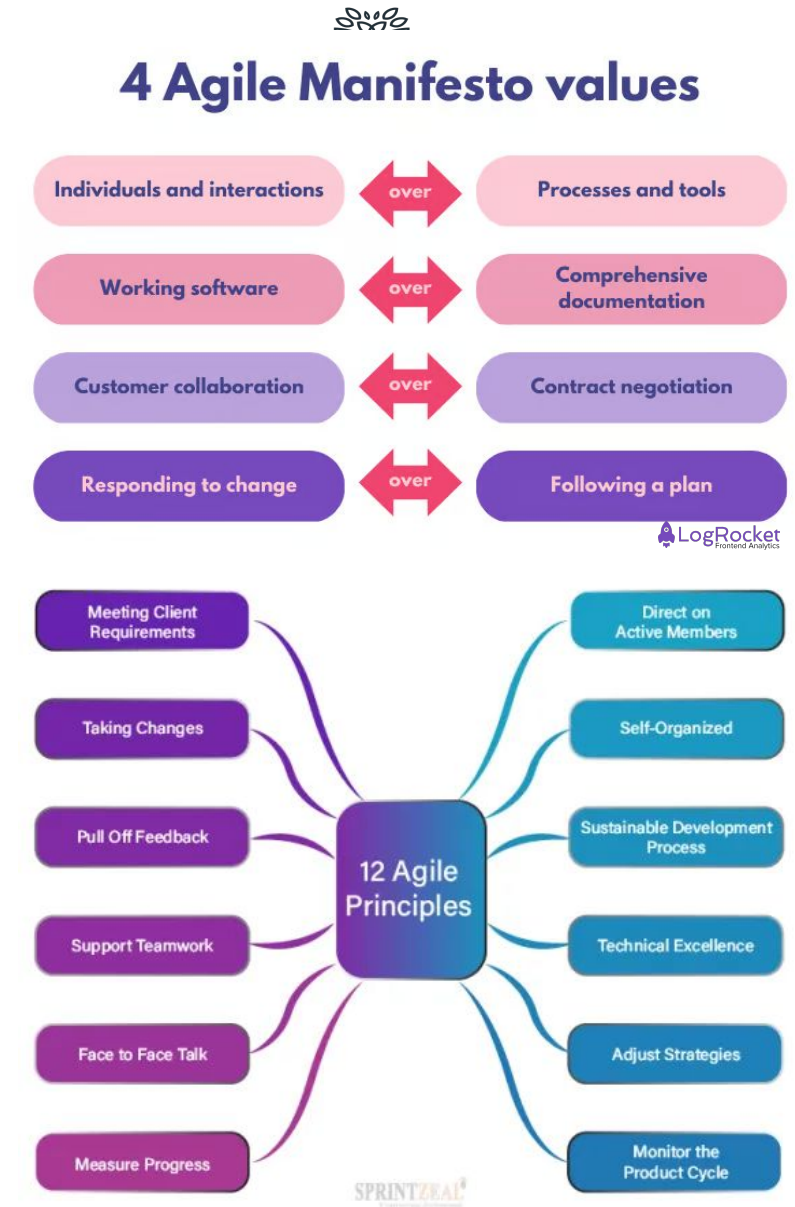 4 Agile Manifesto values
Individuals and interactions
over
Processes and tools
Working software
over
Comprehensive
documentation
Customer collaboration
over
Contract negotiation
Responding to change
over
Following a plan
LogRocket
Frontend Analytics
12 Agile
Principles
Meeting Client
Requirements
Taking Changes
Pull Off Feedback
Support Teamwork
Face to Face Talk
Measure Progress
Direct on
Active Members
Self-Organized
Sustainable Development
Process
Technical Excellence
Adjust Strategies
Monitor the
Product Cycle
SPRINTZEAL